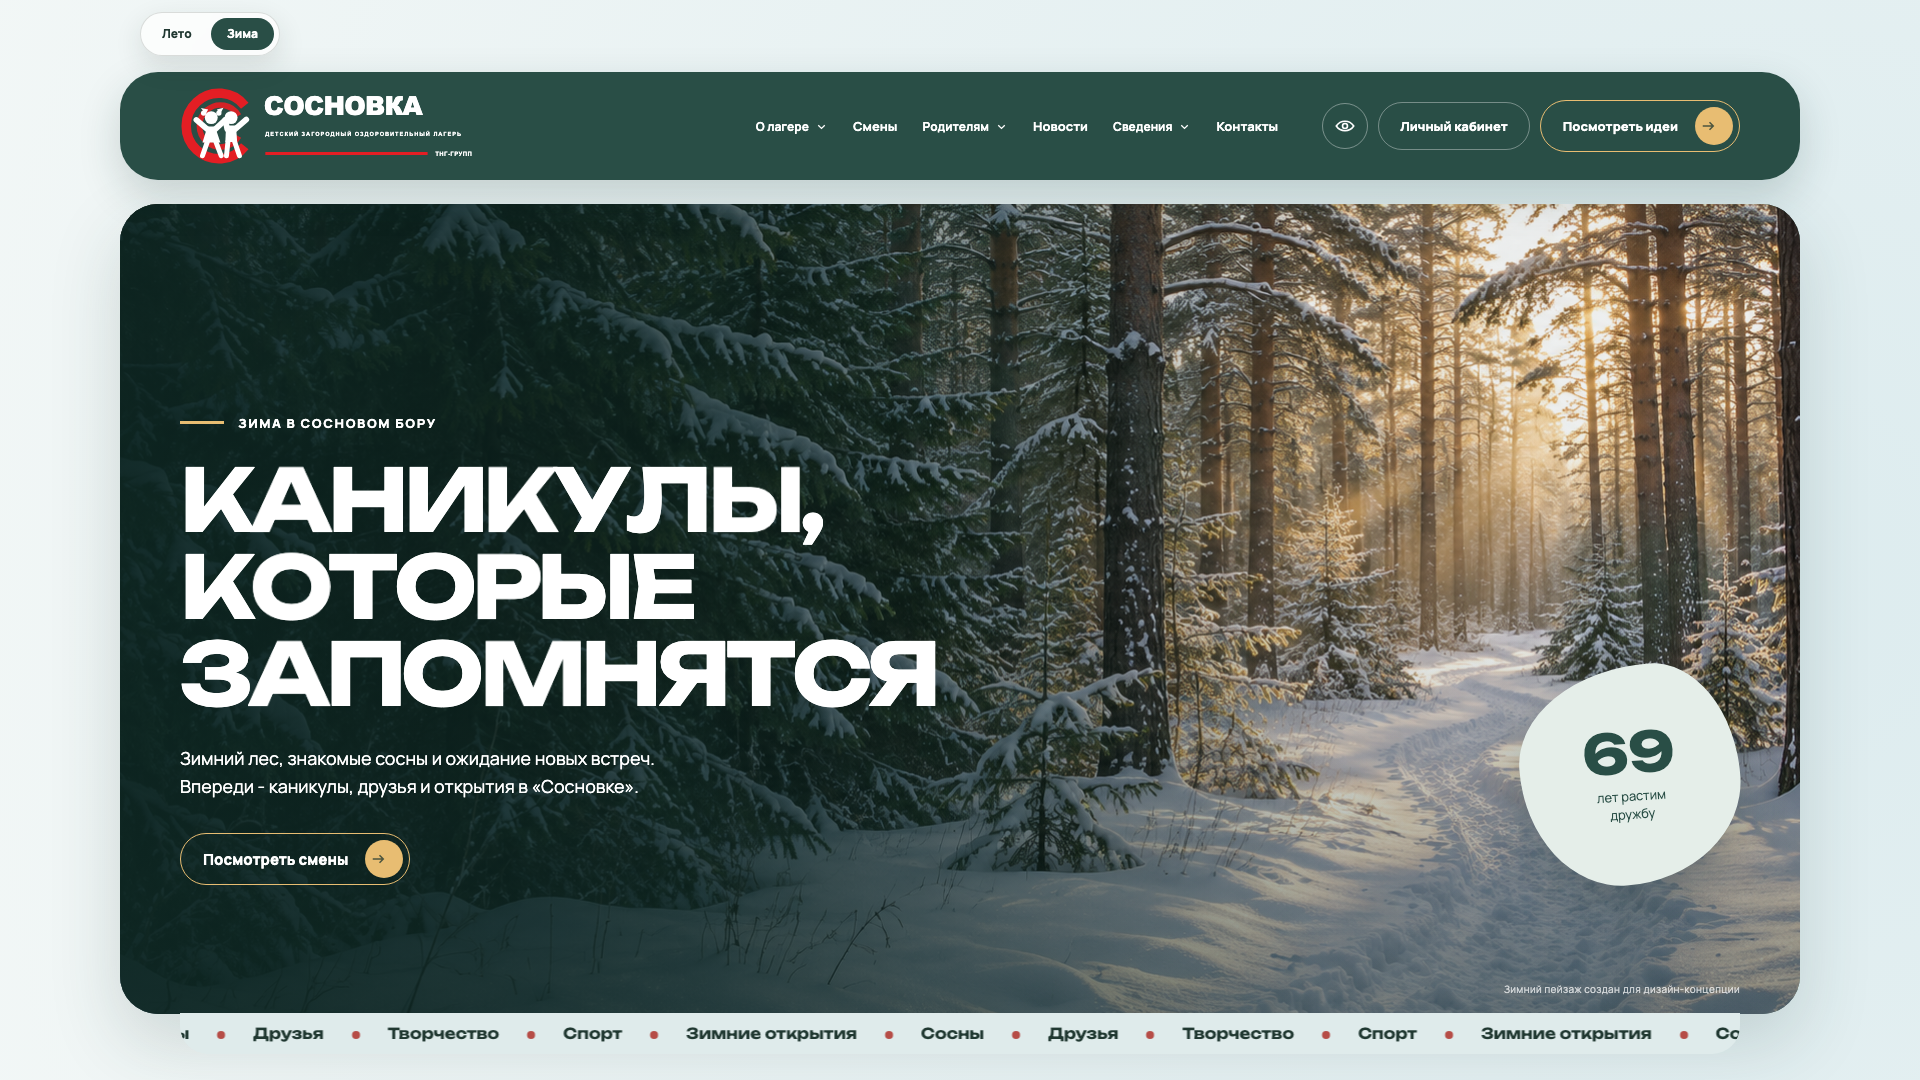 Лето Зима
СОСНОВКА
ДЕТСКИЙ ЗАГОРОДНЫЙ ОЗДОРОВИТЕЛЬНЫЙ ЛАГЕРЬ
ТНГ-ГРУПП
О лагере Смены Родителям Новости Сведения Контакты Личный кабинет Посмотреть идеи
ЗИМА В СОСНОВОМ БОРУ
КАНИКУЛЫ,
КОТОРЫЕ
ЗАПОМНЯТСЯ
Зимний лес, знакомые сосны и ожидание новых встреч.
Впереди - каникулы, друзья и открытия в «Сосновке».
Посмотреть смены
69
лет растим
дружбу
Зимний пейзаж создан для дизайн-концепции
ы • Друзья • Творчество • Спорт • Зимние открытия • Сосны • Друзья • Творчество • Спорт • Зимние открытия • Со